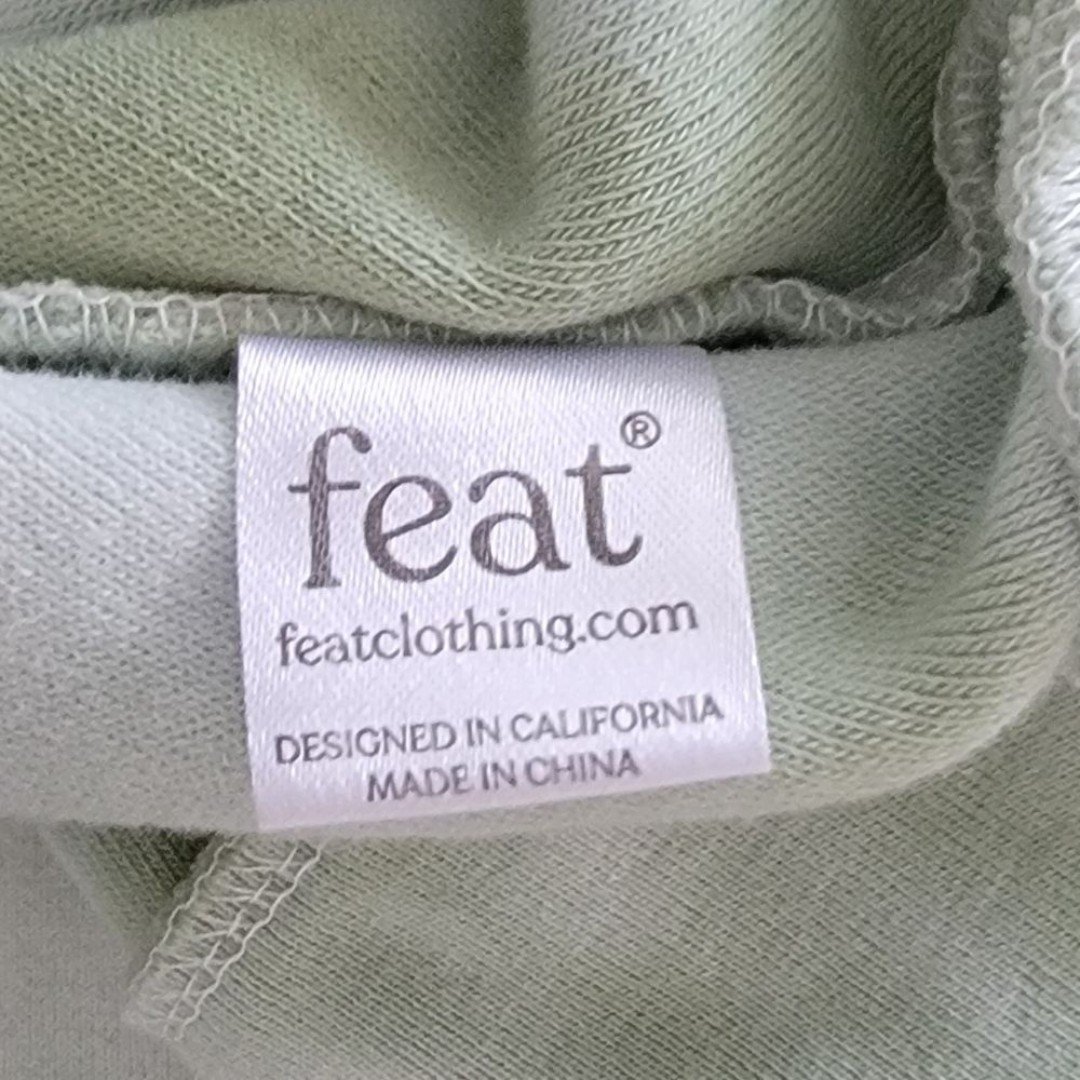 feat®
featclothing.com
DESIGNED IN CALIFORNIA
MADE IN CHINA